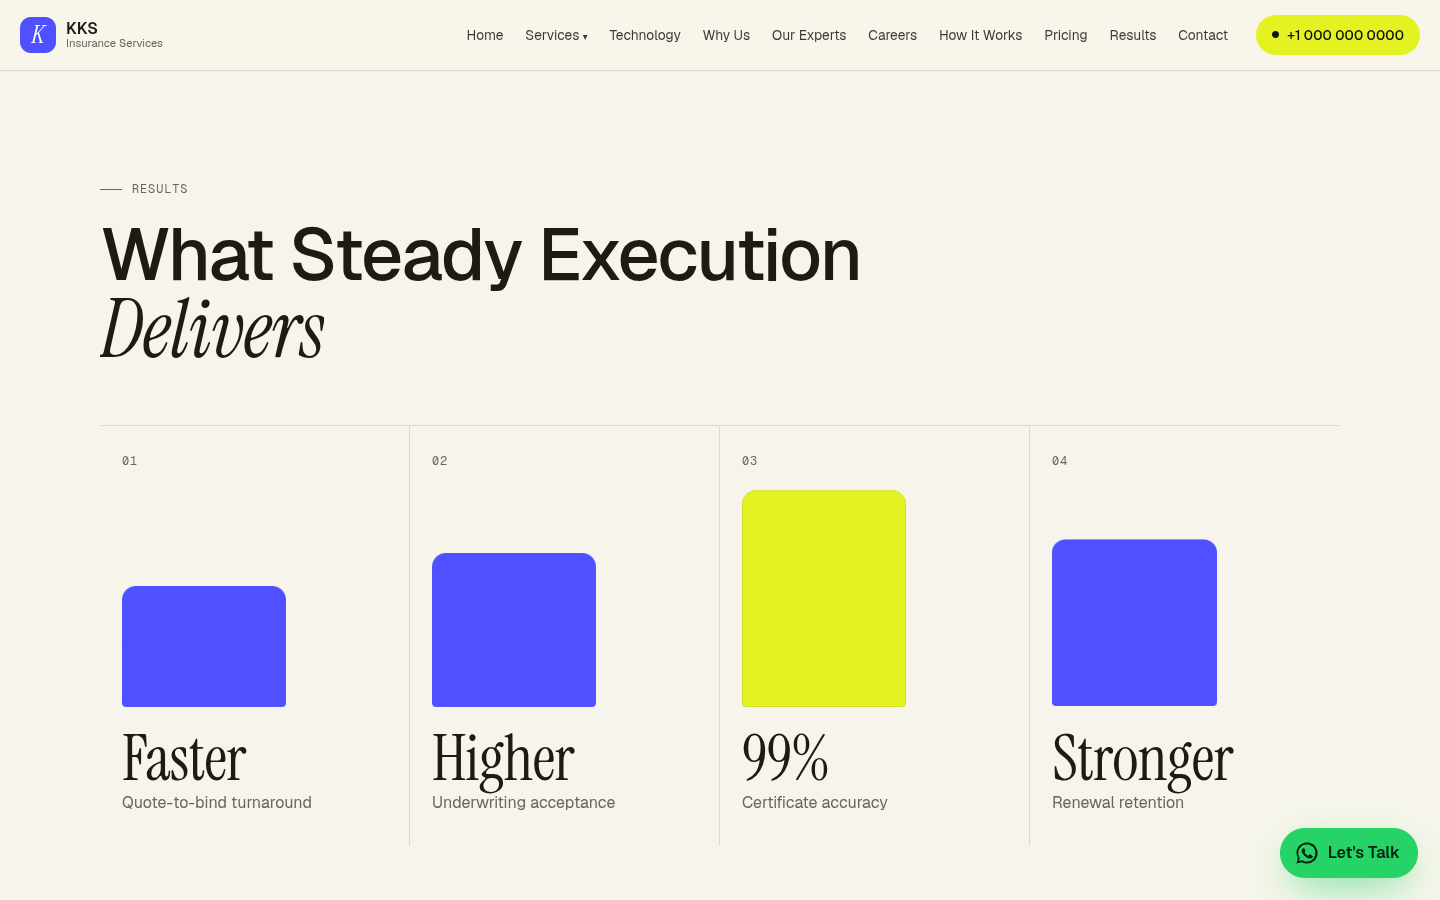 K
KKS
Insurance Services
Home Services ▾ Technology Why Us Our Experts Careers How It Works Pricing Results Contact
+1 000 000 0000
RESULTS
What Steady Execution
Delivers
01
02
03
04
Faster
Quote-to-bind turnaround
Higher
Underwriting acceptance
99%
Certificate accuracy
Stronger
Renewal retention
Let's Talk